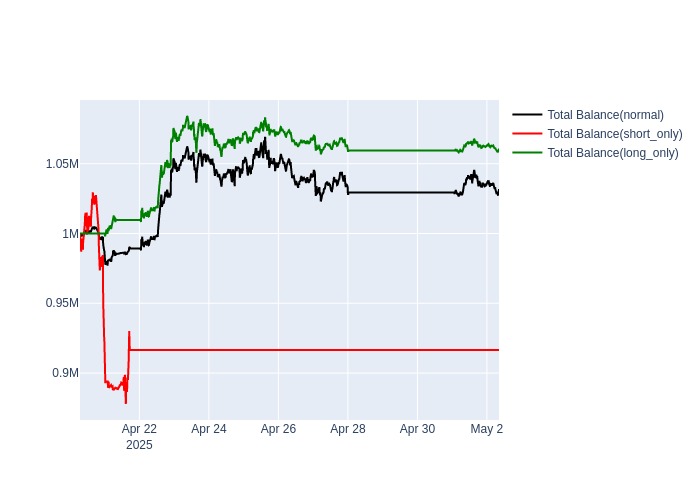 Total Balance(normal)
Total Balance(short_only)
Total Balance(long_only)
1.05M
1M
0.95M
0.9M
Apr 22
2025
Apr 24
Apr 26
Apr 28
Apr 30
May 2